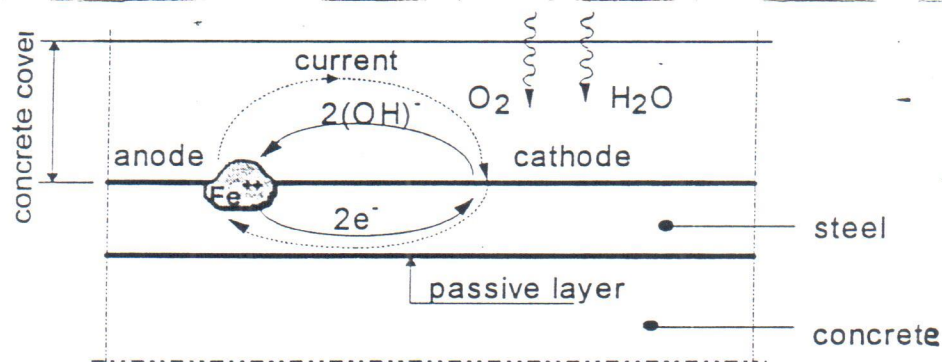 concrete cover
current
O₂
H₂O
2(OH)⁻
anode
cathode
Fe⁺⁺
2e⁻
steel
passive layer
concrete